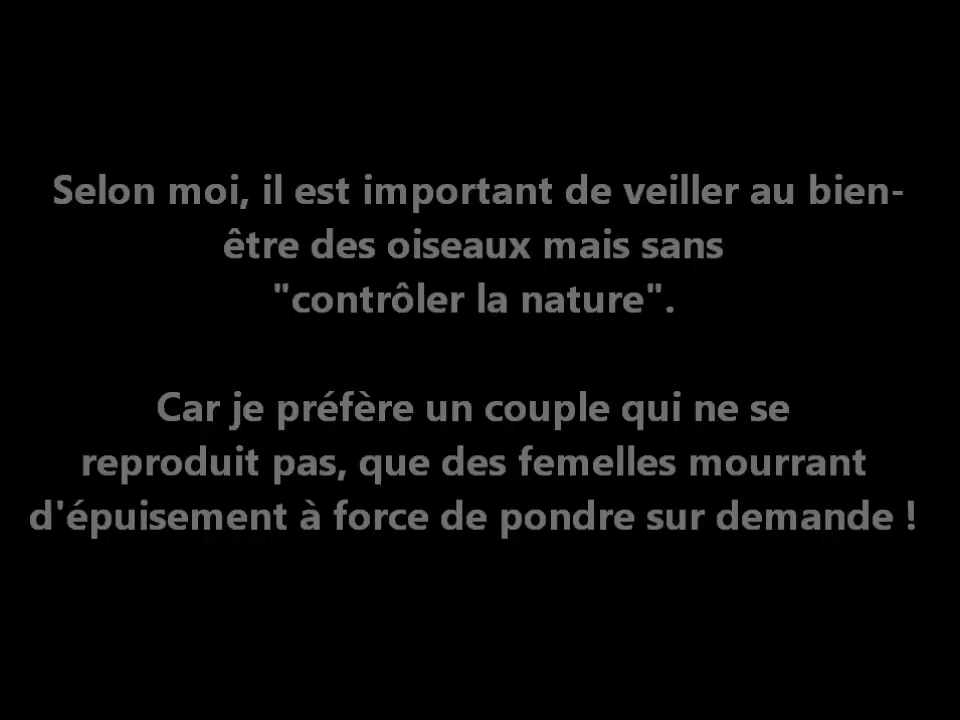 Selon moi, il est important de veiller au bien-
être des oiseaux mais sans
"contrôler la nature".
Car je préfère un couple qui ne se
reproduit pas, que des femelles mourrant
d'épuisement à force de pondre sur demande !